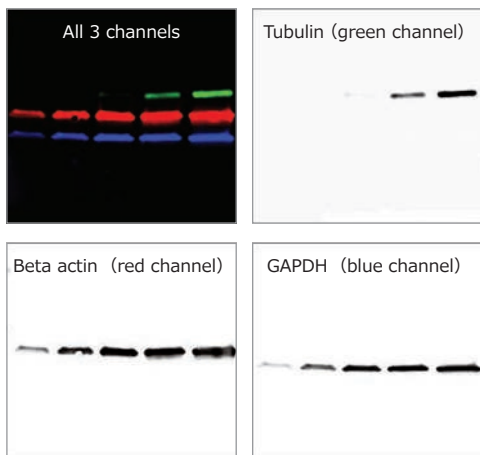 All 3 channels
Tubulin (green channel)
Beta actin (red channel)
GAPDH (blue channel)